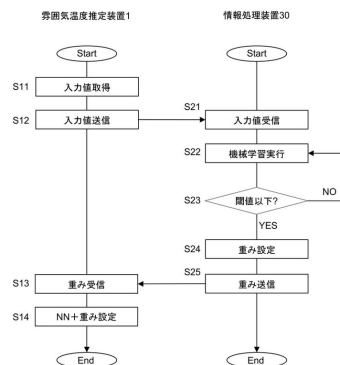 雰囲気温度推定装置1
情報処理装置30
Start
Start
S11
入力値取得
S12
入力値送信
S21
入力値受信
S22
機械学習実行
S23
閾値以下?
NO
YES
S24
重み設定
S25
重み送信
S13
重み受信
S14
NN+重み設定
End
End